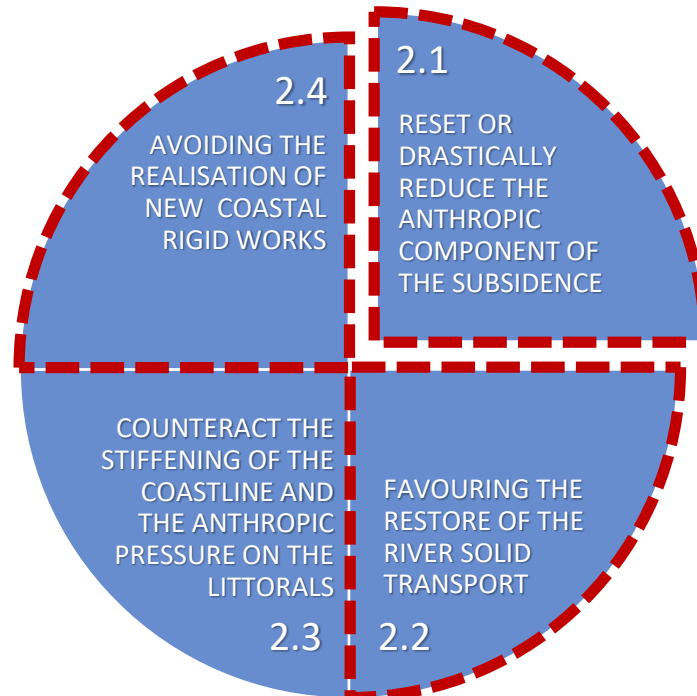 2.4
AVOIDING THE
REALISATION OF
NEW COASTAL
RIGID WORKS
2.1
RESET OR
DRASTICALLY
REDUCE THE
ANTHROPIC
COMPONENT OF
THE SUBSIDENCE
COUNTERACT THE
STIFFENING OF THE
COASTLINE AND
THE ANTHROPIC
PRESSURE ON THE
LITTORALS
2.3
FAVOURING THE
RESTORE OF THE
RIVER SOLID
TRANSPORT
2.2